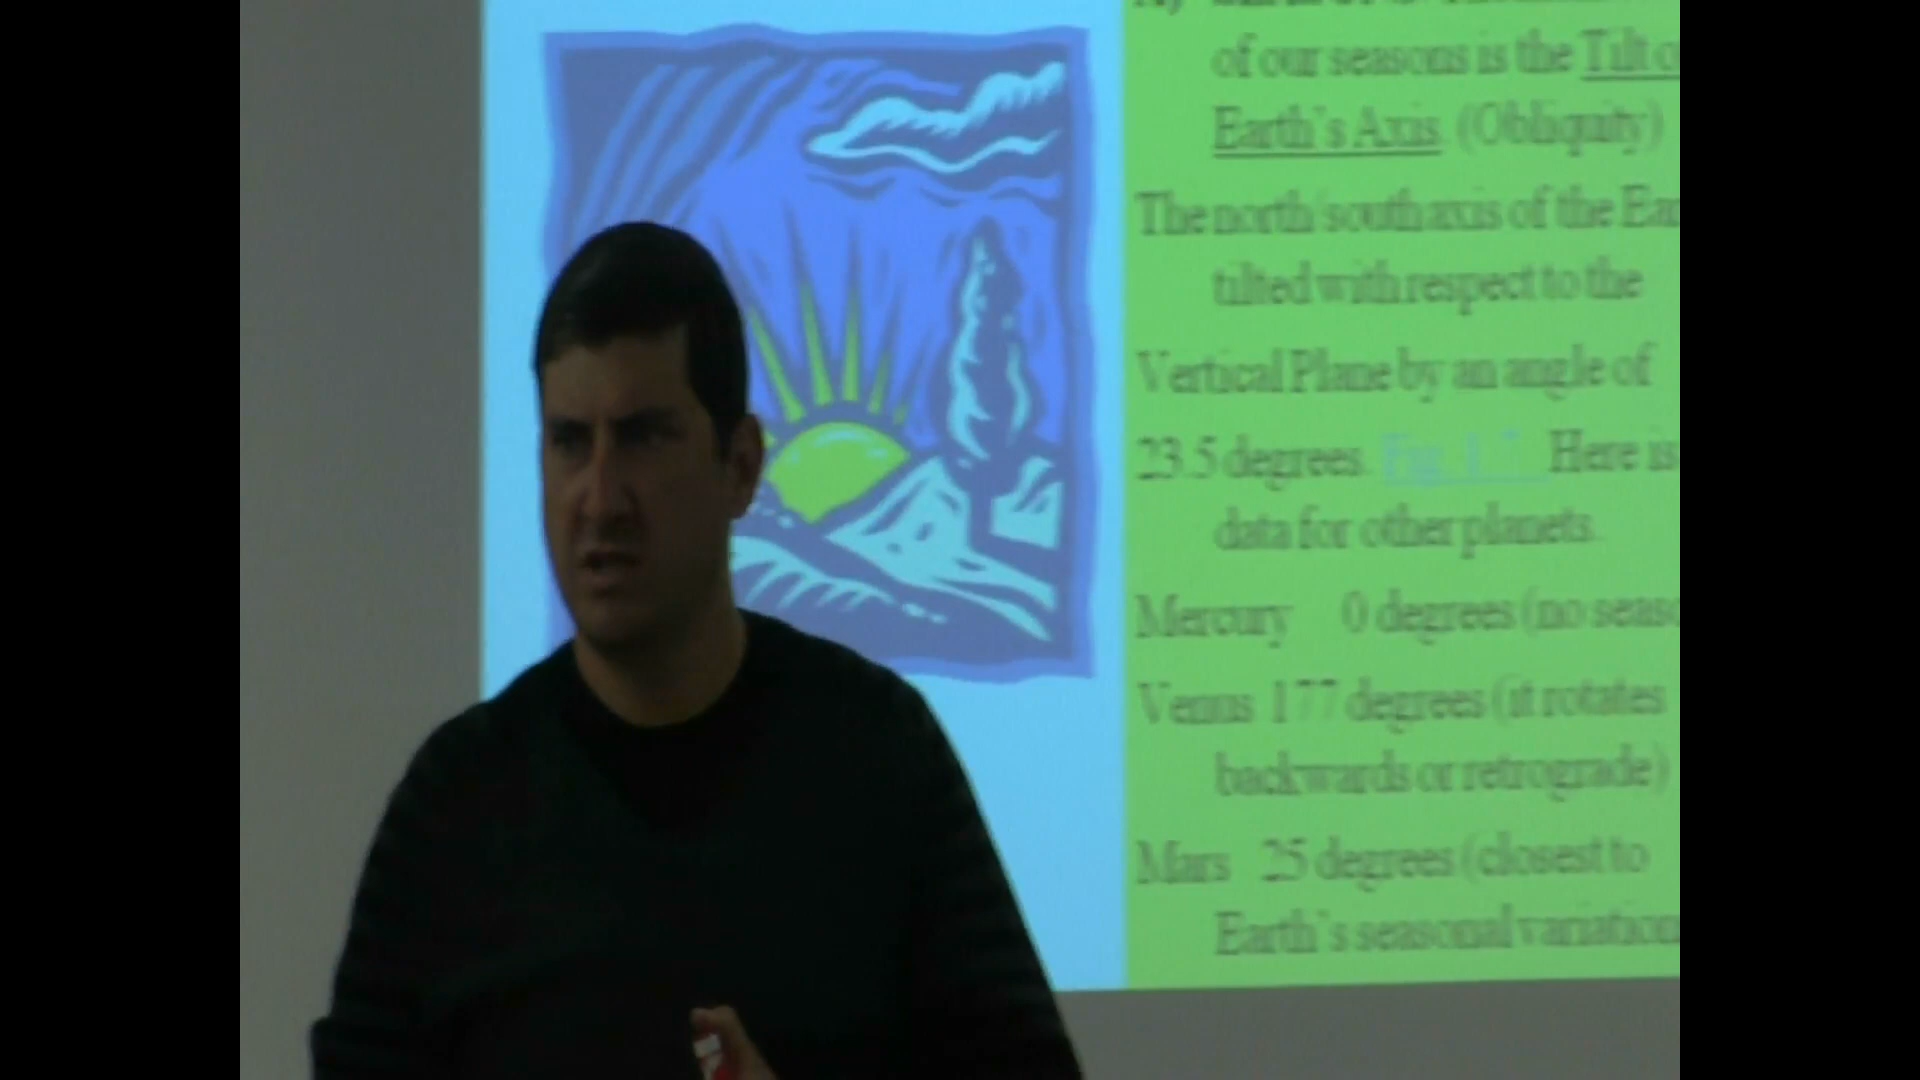 of our seasons is the Tilt o
Earth's Axis. (Obliquity)
The north/south axis of the Ear
tilted with respect to the
Vertical Plane by an angle of
23.5 degrees. Fig. 1.7 Here is
data for other planets.
Mercury 0 degrees (no seaso
Venus 177 degrees (it rotates
backwards or retrograde)
Mars 25 degrees (closest to
Earth's seasonal variation